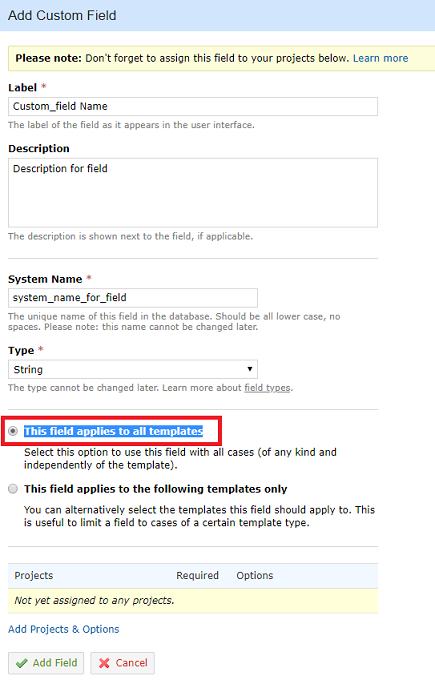 Add Custom Field
Please note: Don't forget to assign this field to your projects below. Learn more
Label *
Custom_field Name
The label of the field as it appears in the user interface.
Description
Description for field
The description is shown next to the field, if applicable.
System Name *
system_name_for_field
The unique name of this field in the database. Should be all lower case, no
spaces. Please note: this name cannot be changed later.
Type *
String
The type cannot be changed later. Learn more about field types.
This field applies to all templates
Select this option to use this field with all cases (of any kind and
independently of the template).
This field applies to the following templates only
You can alternatively select the templates this field should apply to. This
is useful to limit a field to cases of a certain template type.
Projects Required Options
Not yet assigned to any projects.
Add Projects & Options
Add Field Cancel